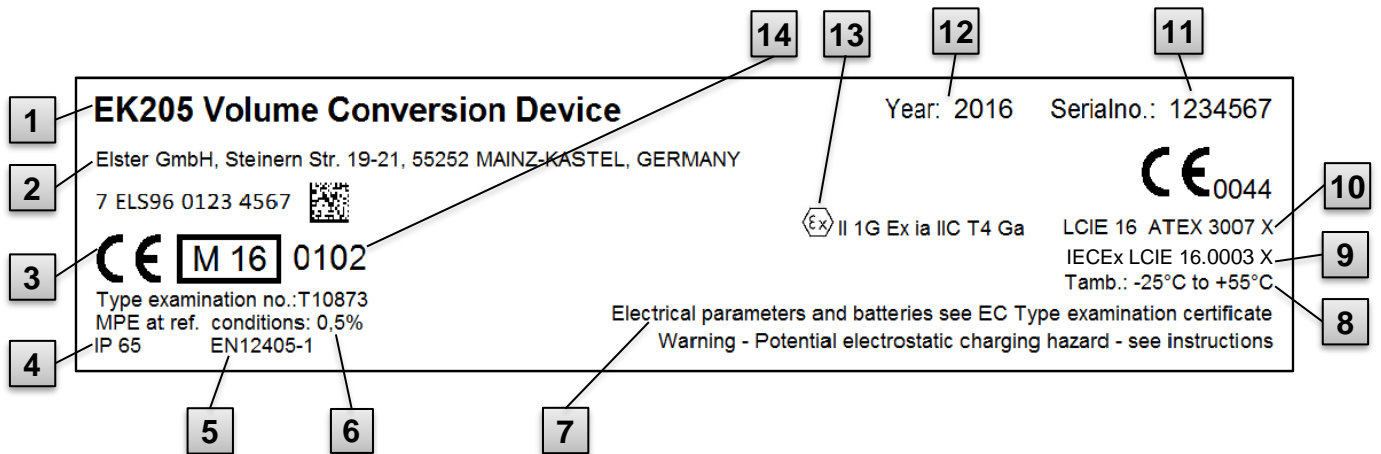 14 13 12 11
1 EK205 Volume Conversion Device Year: 2016 Serialno.: 1234567
2 Elster GmbH, Steinern Str. 19-21, 55252 MAINZ-KASTEL, GERMANY
7 ELS96 0123 4567 CE 0044
εx II 1G Ex ia IIC T4 Ga LCIE 16 ATEX 3007 X 10
3 CE M 16 0102 IECEx LCIE 16.0003 X 9
Tamb.: -25°C to +55°C 8
Type examination no.:T10873
MPE at ref. conditions: 0,5% Electrical parameters and batteries see EC Type examination certificate
4 IP 65 EN12405-1 Warning - Potential electrostatic charging hazard - see instructions
5 6 7